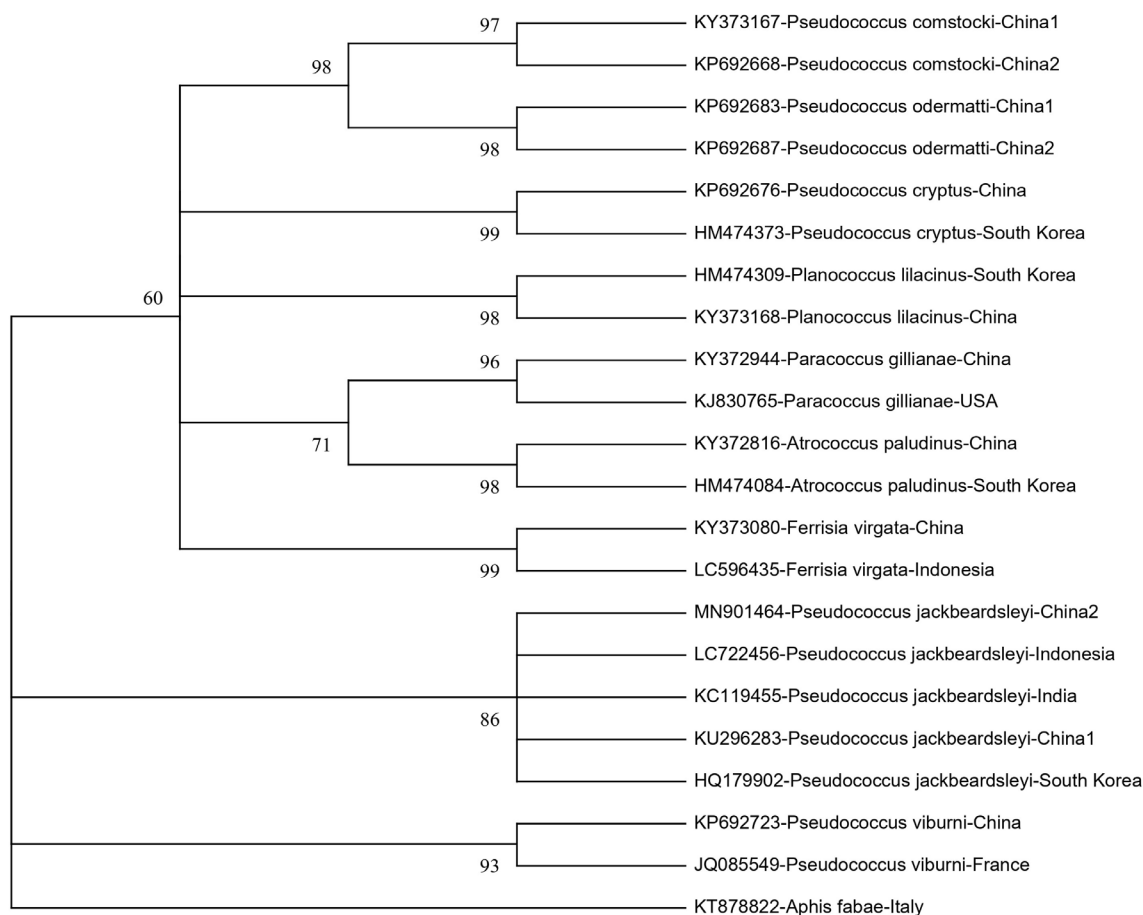 97
KY373167-Pseudococcus comstocki-China1
98
KP692668-Pseudococcus comstocki-China2
KP692683-Pseudococcus odermatti-China1
98
KP692687-Pseudococcus odermatti-China2
KP692676-Pseudococcus cryptus-China
99
HM474373-Pseudococcus cryptus-South Korea
HM474309-Planococcus lilacinus-South Korea
60
98
KY373168-Planococcus lilacinus-China
96
KY372944-Paracoccus gillianae-China
KJ830765-Paracoccus gillianae-USA
71
KY372816-Atrococcus paludinus-China
98
HM474084-Atrococcus paludinus-South Korea
KY373080-Ferrisia virgata-China
99
LC596435-Ferrisia virgata-Indonesia
MN901464-Pseudococcus jackbeardsleyi-China2
LC722456-Pseudococcus jackbeardsleyi-Indonesia
KC119455-Pseudococcus jackbeardsleyi-India
86
KU296283-Pseudococcus jackbeardsleyi-China1
HQ179902-Pseudococcus jackbeardsleyi-South Korea
KP692723-Pseudococcus viburni-China
93
JQ085549-Pseudococcus viburni-France
KT878822-Aphis fabae-Italy